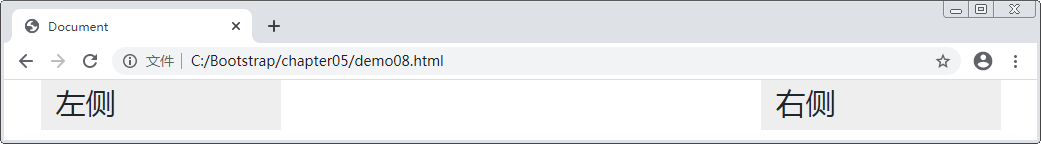 Document
文件 C:/Bootstrap/chapter05/demo08.html
左侧 右侧